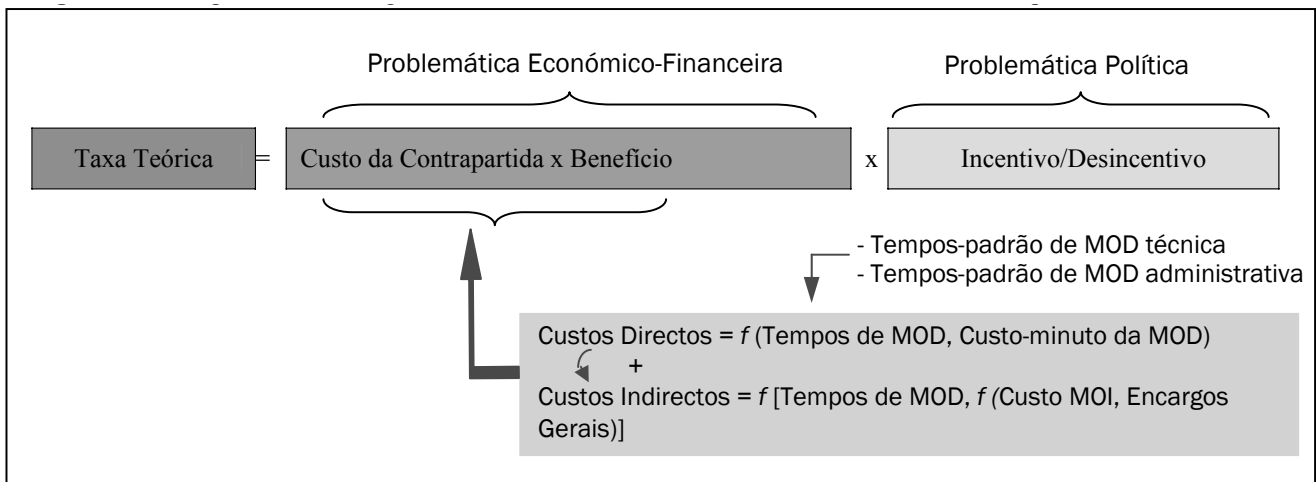 Problemática Económico-Financeira
Problemática Política
Taxa Teórica
=
Custo da Contrapartida x Benefício
x
Incentivo/Desincentivo
- Tempos-padrão de MOD técnica
- Tempos-padrão de MOD administrativa
Custos Directos = f (Tempos de MOD, Custo-minuto da MOD)
+
Custos Indirectos = f [Tempos de MOD, f (Custo MOI, Encargos
Gerais)]